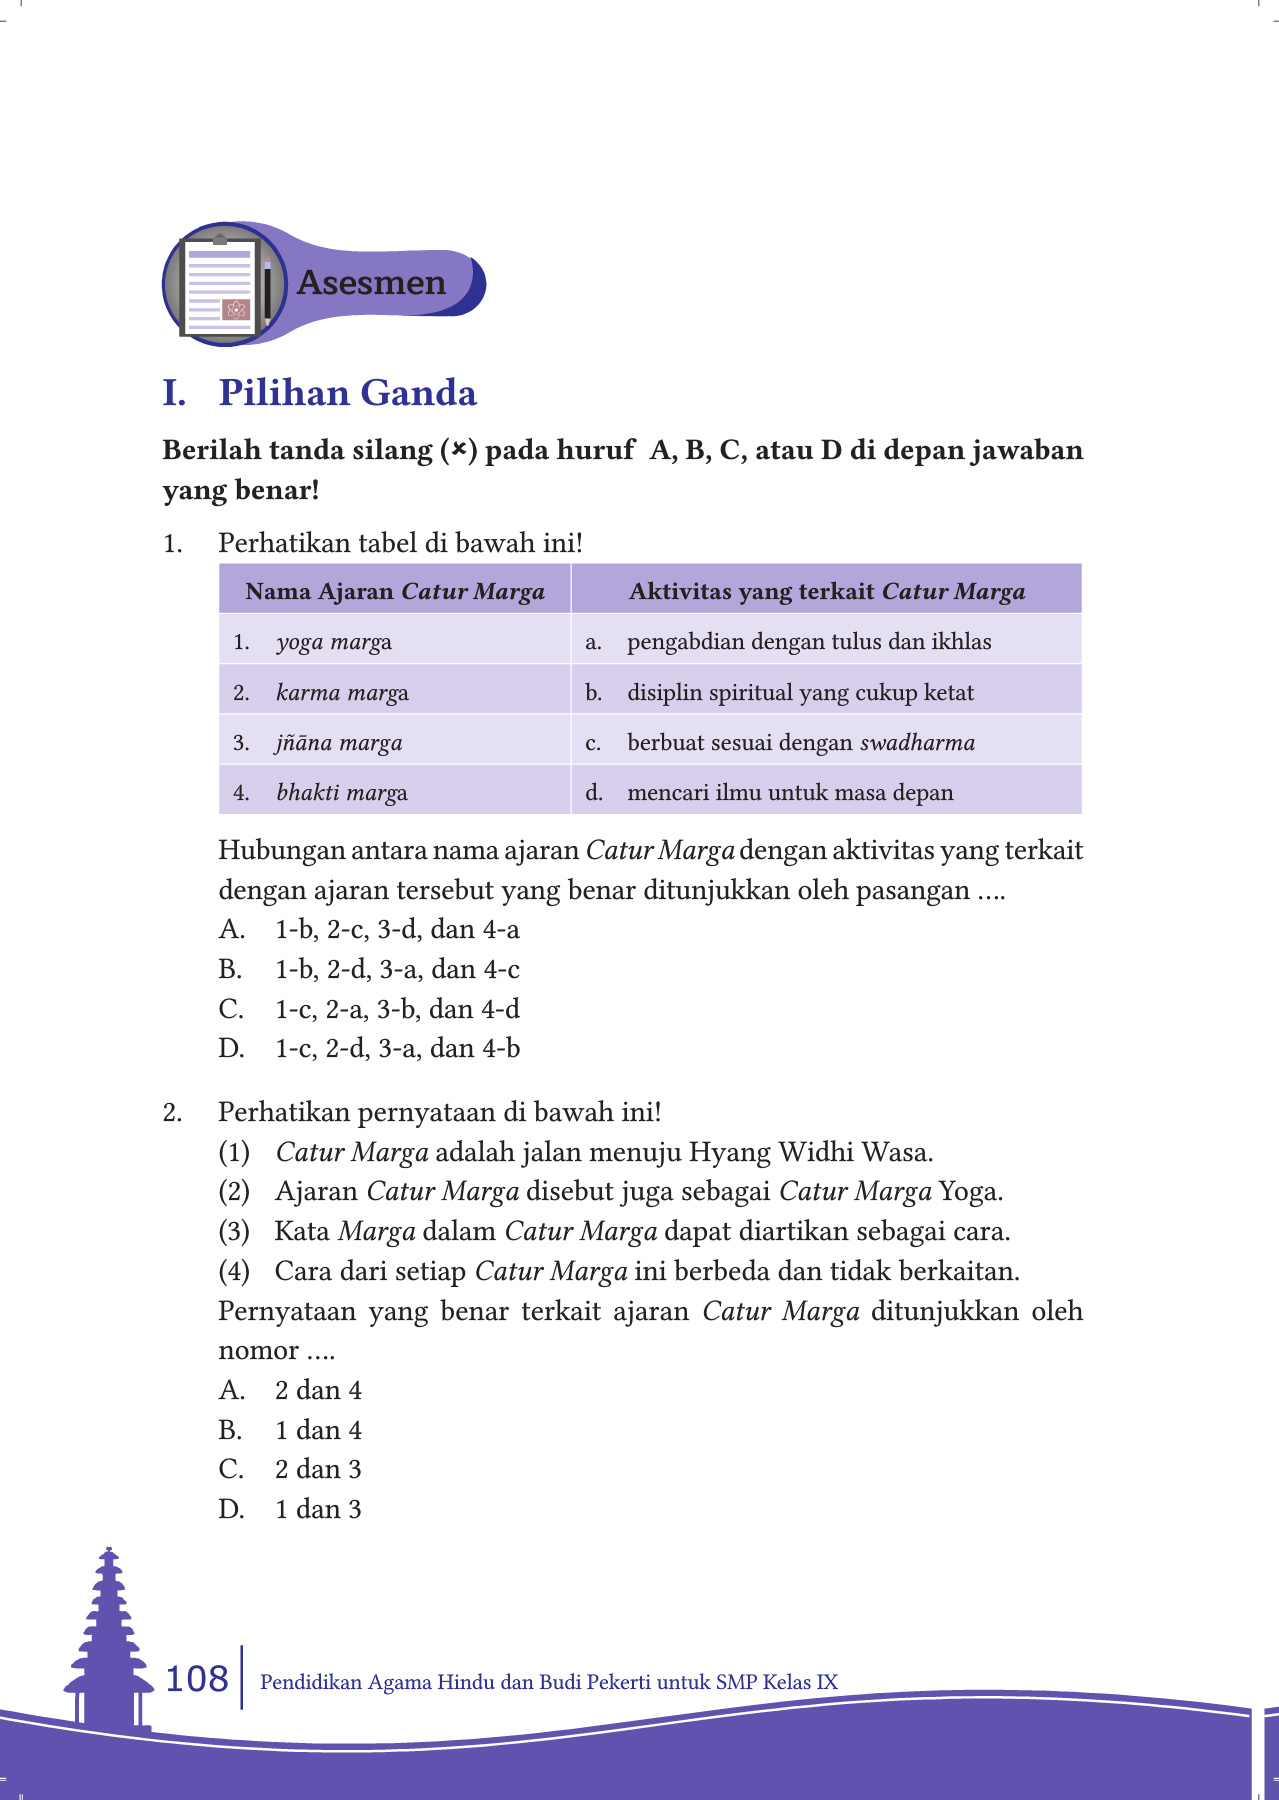 Asesmen
I. Pilihan Ganda
Berilah tanda silang (×) pada huruf A, B, C, atau D di depan jawaban
yang benar!
1. Perhatikan tabel di bawah ini!
Nama Ajaran Catur Marga Aktivitas yang terkait Catur Marga
1. yoga marga a. pengabdian dengan tulus dan ikhlas
2. karma marga b. disiplin spiritual yang cukup ketat
3. jñāna marga c. berbuat sesuai dengan swadharma
4. bhakti marga d. mencari ilmu untuk masa depan
Hubungan antara nama ajaran Catur Marga dengan aktivitas yang terkait
dengan ajaran tersebut yang benar ditunjukkan oleh pasangan ....
A. 1-b, 2-c, 3-d, dan 4-a
B. 1-b, 2-d, 3-a, dan 4-c
C. 1-c, 2-a, 3-b, dan 4-d
D. 1-c, 2-d, 3-a, dan 4-b
2. Perhatikan pernyataan di bawah ini!
(1) Catur Marga adalah jalan menuju Hyang Widhi Wasa.
(2) Ajaran Catur Marga disebut juga sebagai Catur Marga Yoga.
(3) Kata Marga dalam Catur Marga dapat diartikan sebagai cara.
(4) Cara dari setiap Catur Marga ini berbeda dan tidak berkaitan.
Pernyataan yang benar terkait ajaran Catur Marga ditunjukkan oleh
nomor ....
A. 2 dan 4
B. 1 dan 4
C. 2 dan 3
D. 1 dan 3
108 Pendidikan Agama Hindu dan Budi Pekerti untuk SMP Kelas IX